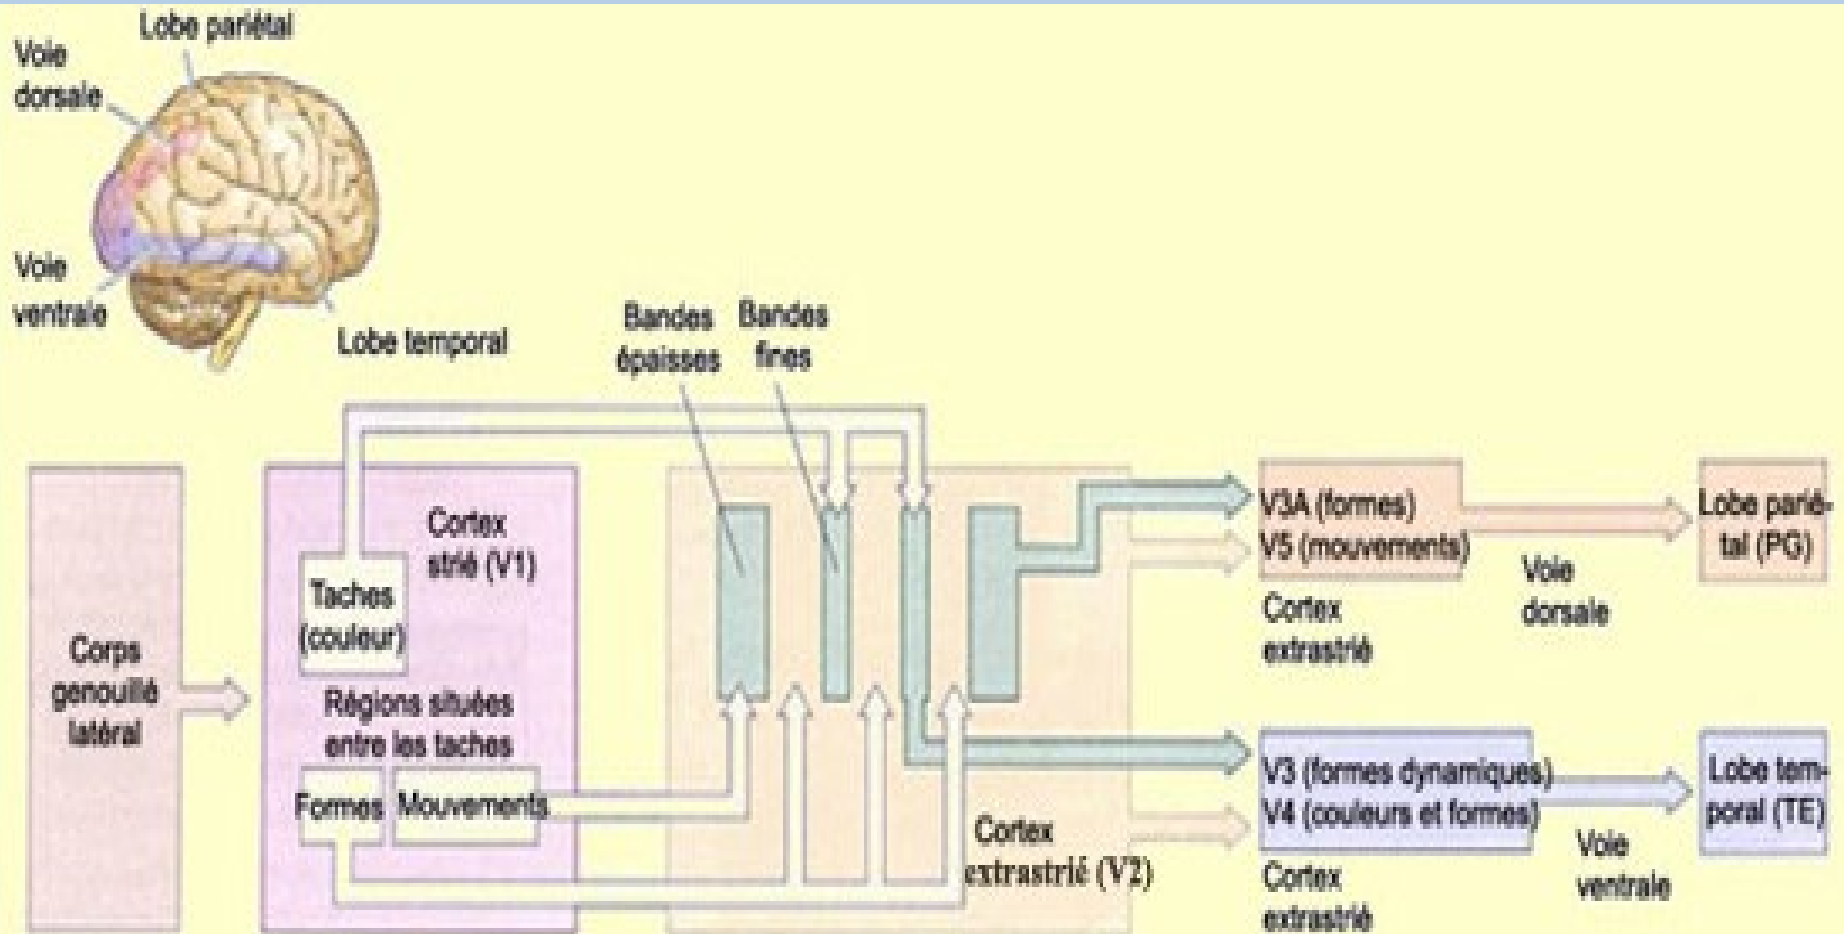 Lobe pariétal
Voie
dorsale
Voie
ventrale
Lobe temporal
Bandes
épaisses
Bandes
fines
Corps
genouillé
latéral
Cortex
strié (V1)
Taches
(couleur)
Régions situées
entre les taches
Formes
Mouvements
Cortex
extrastrié (V2)
V3A (formes)
V5 (mouvements)
Cortex
extrastrié
Voie
dorsale
Lobe parié-
tal (PG)
V3 (formes dynamiques)
V4 (couleurs et formes)
Cortex
extrastrié
Voie
ventrale
Lobe tem-
poral (TE)